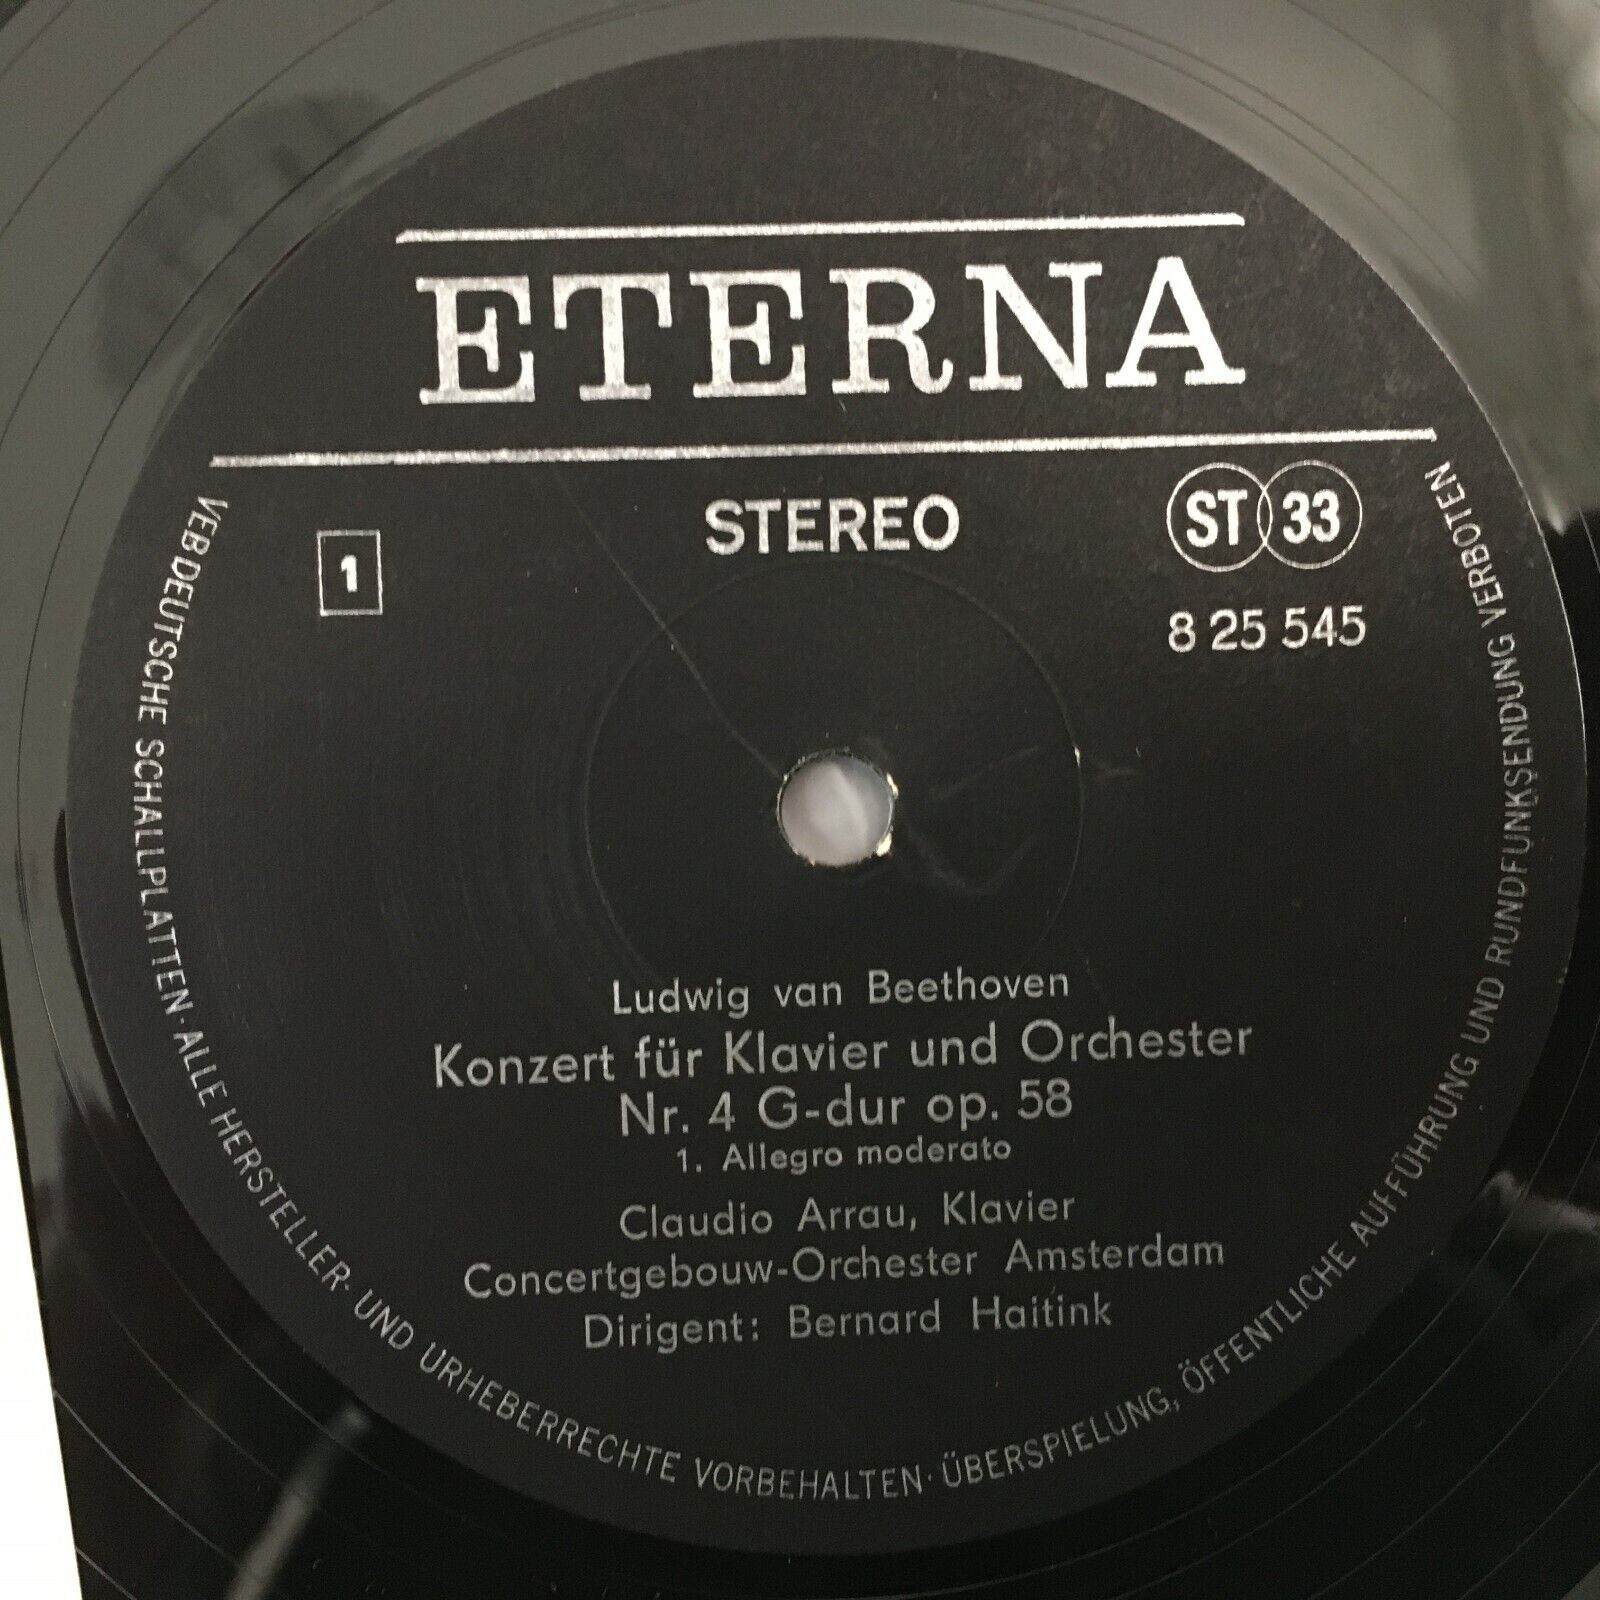 ETERNA
STEREO
ST 33
1
8 25 545
Ludwig van Beethoven
Konzert für Klavier und Orchester
Nr. 4 G-dur op. 58
1. Allegro moderato
Claudio Arrau, Klavier
Concertgebouw-Orchester Amsterdam
Dirigent: Bernard Haitink
VEB DEUTSCHE SCHALLPLATTEN · ALLE HERSTELLER- UND URHEBERRECHTE VORBEHALTEN · ÜBERSPIELUNG, ÖFFENTLICHE AUFFÜHRUNG UND RUNDFUNKSENDUNG VERBOTEN